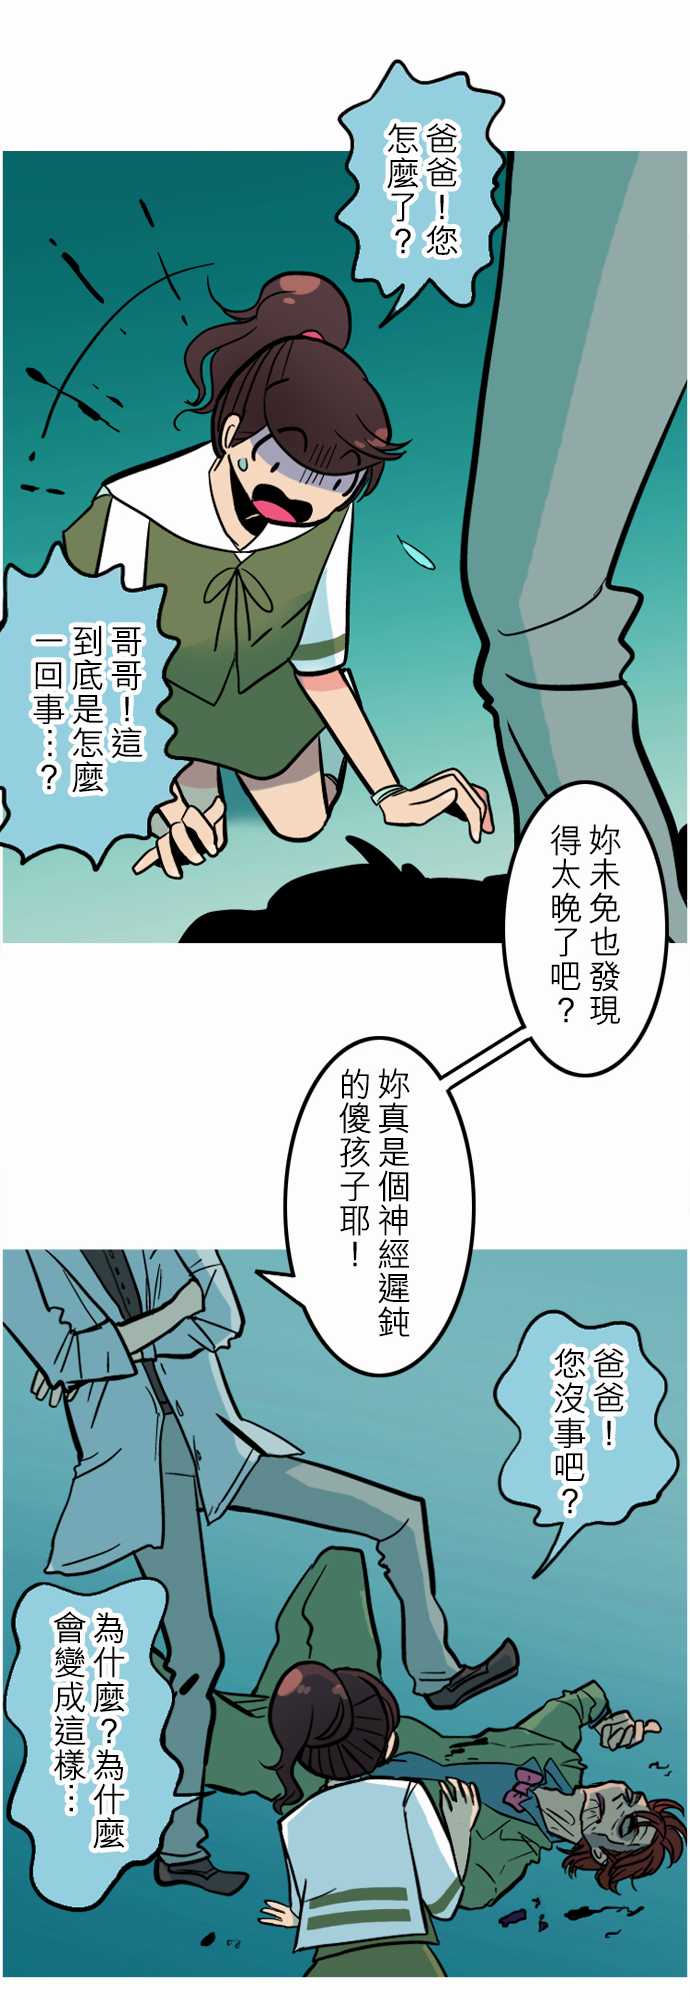 爸爸！您
怎麼了？
哥哥！這
到底是怎麼
一回事…？
妳未免也發現
得太晚了吧？
妳真是個神經遲鈍
的傻孩子耶！
爸爸！
您沒事吧？
為什麼？為什麼
會變成這樣…